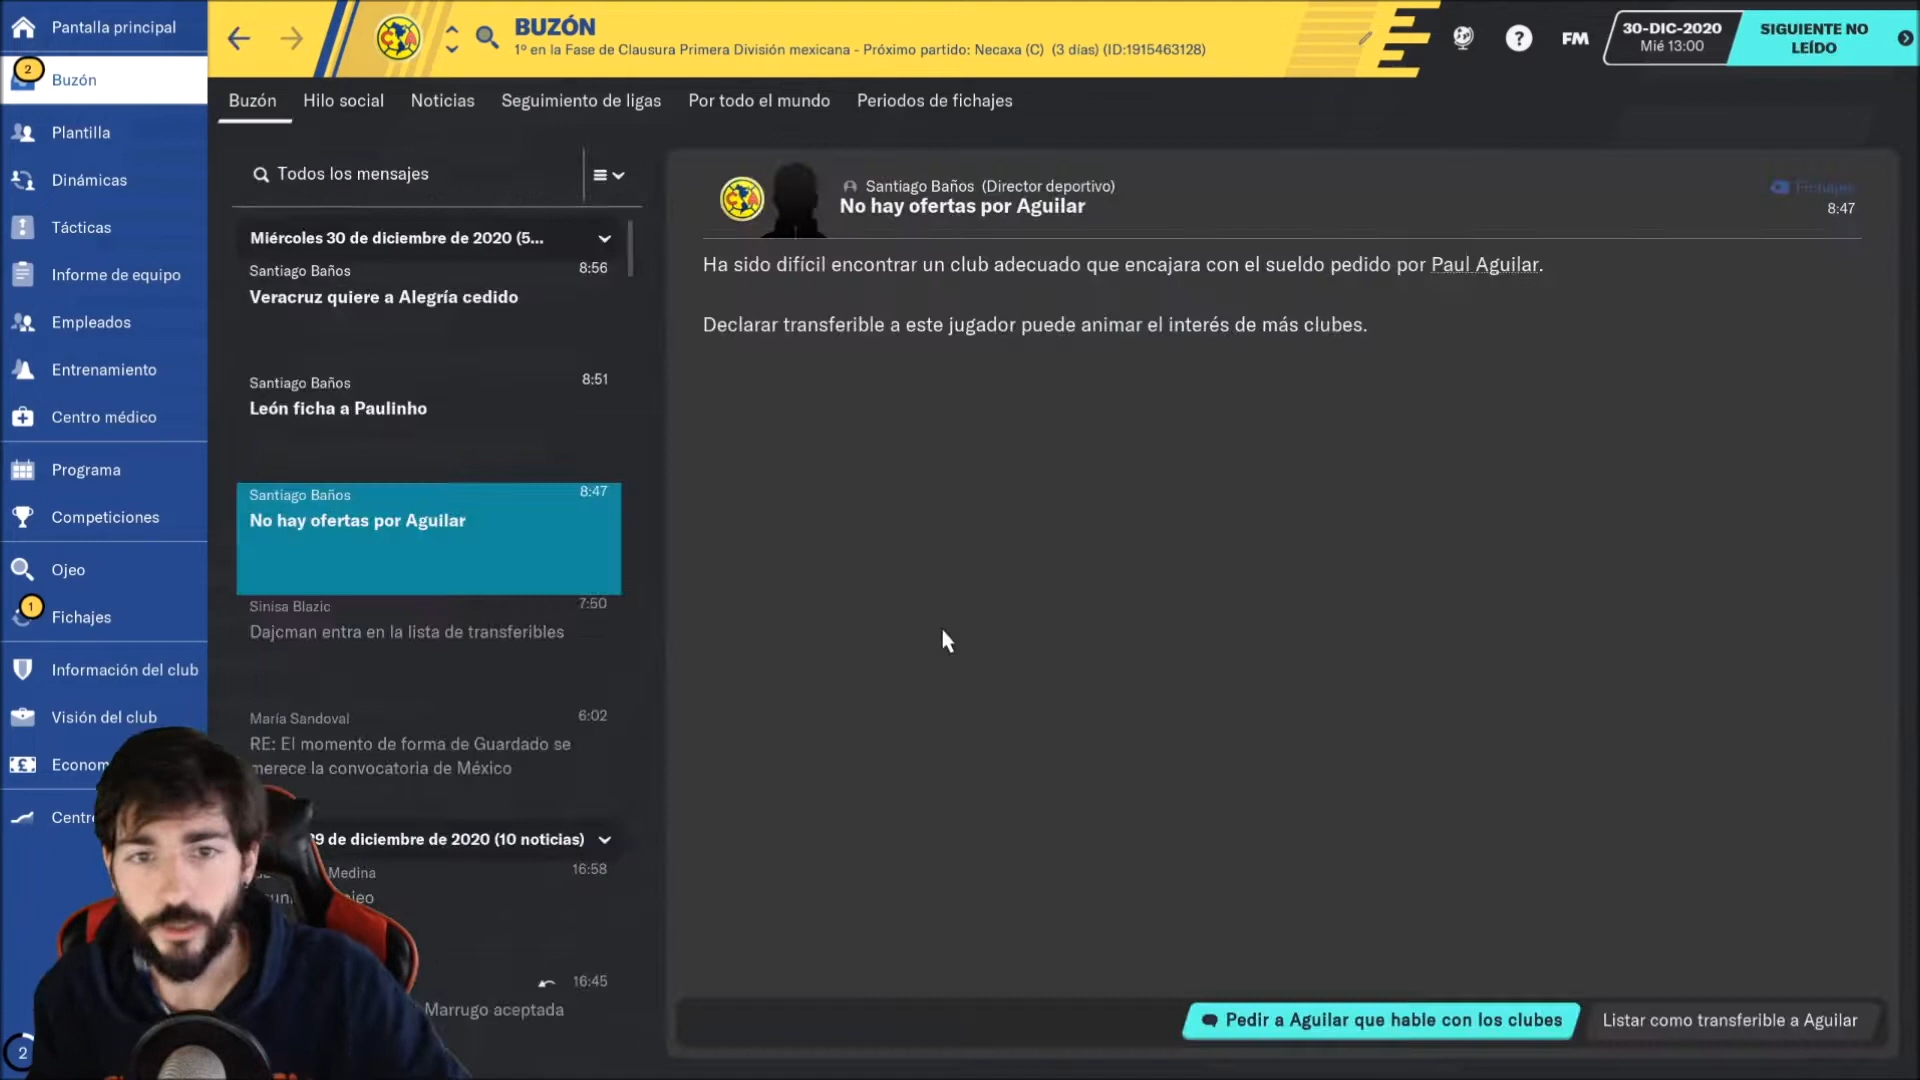 Pantalla principal
2
Buzón
Plantilla
Dinámicas
Tácticas
Informe de equipo
Empleados
Entrenamiento
Centro médico
Programa
Competiciones
Ojeo
1
Fichajes
Información del club
Visión del club
Econom
Centr
2
BUZÓN
1º en la Fase de Clausura Primera División mexicana - Próximo partido: Necaxa (C) (3 días) (ID:1915463128)
?
FM
30-DIC-2020
Mié 13:00
SIGUIENTE NO
LEÍDO
Buzón
Hilo social
Noticias
Seguimiento de ligas
Por todo el mundo
Periodos de fichajes
Todos los mensajes
Miércoles 30 de diciembre de 2020 (5...
Santiago Baños 8:56
Veracruz quiere a Alegría cedido
Santiago Baños 8:51
León ficha a Paulinho
Santiago Baños 8:47
No hay ofertas por Aguilar
Sinisa Blazic 7:50
Dajcman entra en la lista de transferibles
María Sandoval 6:02
RE: El momento de forma de Guardado se
merece la convocatoria de México
9 de diciembre de 2020 (10 noticias)
Medina 16:58
16:45
Marrugo aceptada
Santiago Baños (Director deportivo)
No hay ofertas por Aguilar
Fichajes
8:47
Ha sido difícil encontrar un club adecuado que encajara con el sueldo pedido por Paul Aguilar.
Declarar transferible a este jugador puede animar el interés de más clubes.
Pedir a Aguilar que hable con los clubes
Listar como transferible a Aguilar